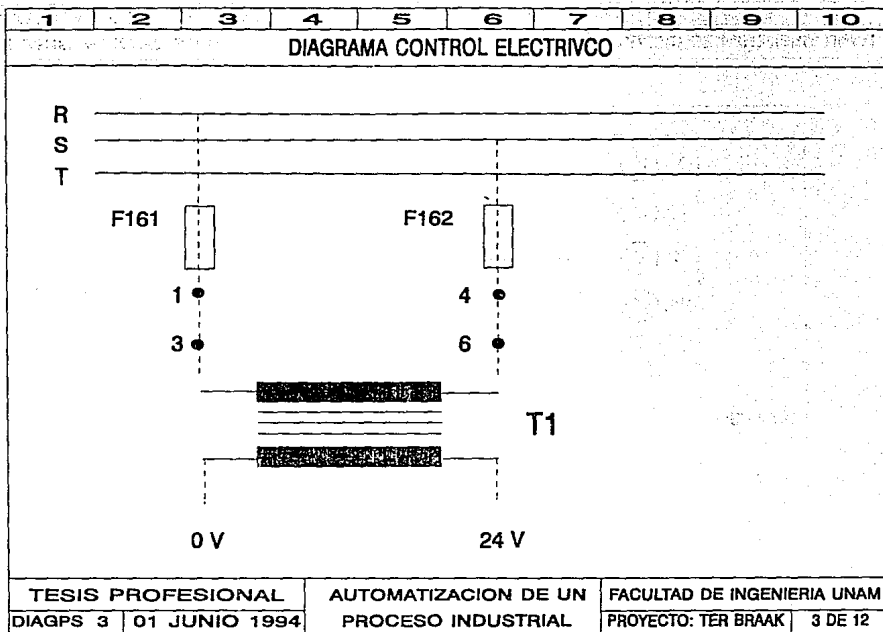 1 2 3 4 5 6 7 8 9 10
DIAGRAMA CONTROL ELECTRIVCO
R
S
T
F161 F162
1 4
3 6
T1
0 V 24 V
TESIS PROFESIONAL AUTOMATIZACION DE UN FACULTAD DE INGENIERIA UNAM
DIAGPS 3 01 JUNIO 1994 PROCESO INDUSTRIAL PROYECTO: TER BRAAK 3 DE 12